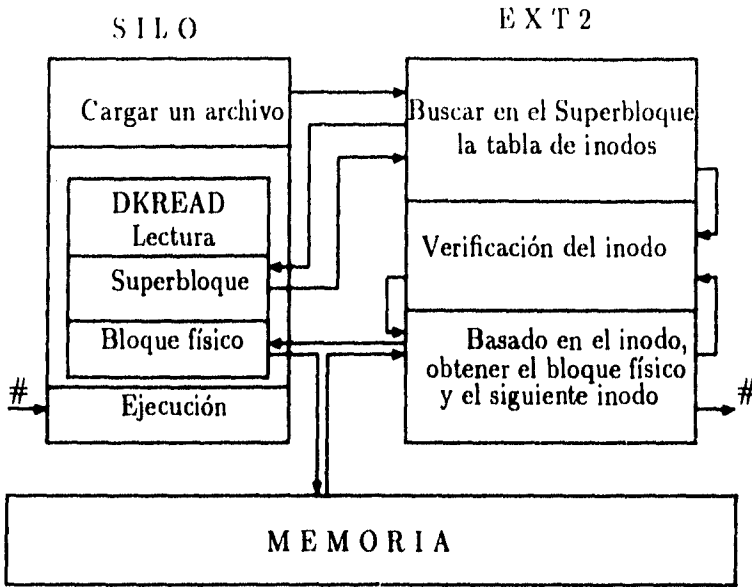 SILO
EXT2
Cargar un archivo
DKREAD
Lectura
Superbloque
Bloque físico
Ejecución
#
Buscar en el Superbloque
la tabla de inodos
Verificación del inodo
Basado en el inodo,
obtener el bloque físico
y el siguiente inodo
#
MEMORIA